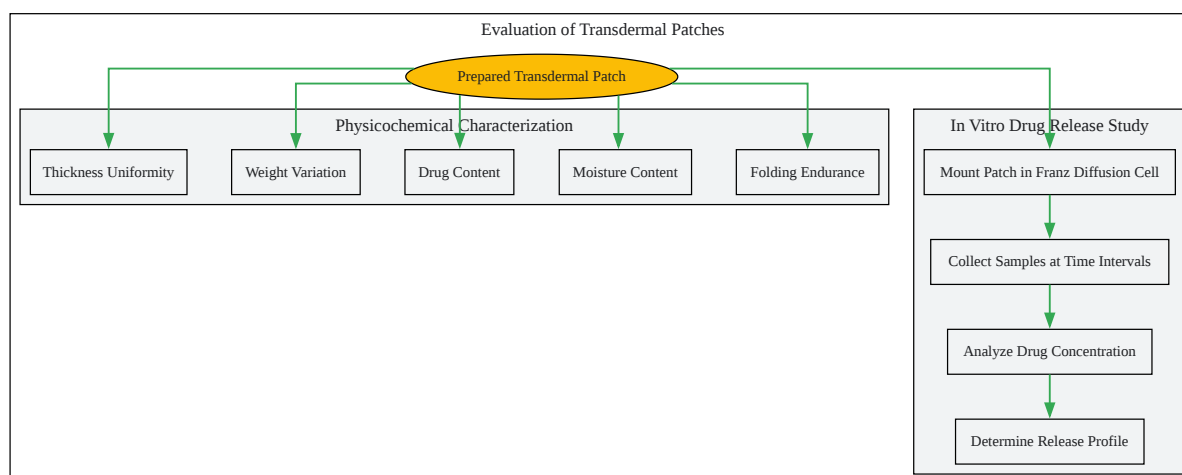 Evaluation of Transdermal Patches
Prepared Transdermal Patch
Physicochemical Characterization
Thickness Uniformity
Weight Variation
Drug Content
Moisture Content
Folding Endurance
In Vitro Drug Release Study
Mount Patch in Franz Diffusion Cell
Collect Samples at Time Intervals
Analyze Drug Concentration
Determine Release Profile